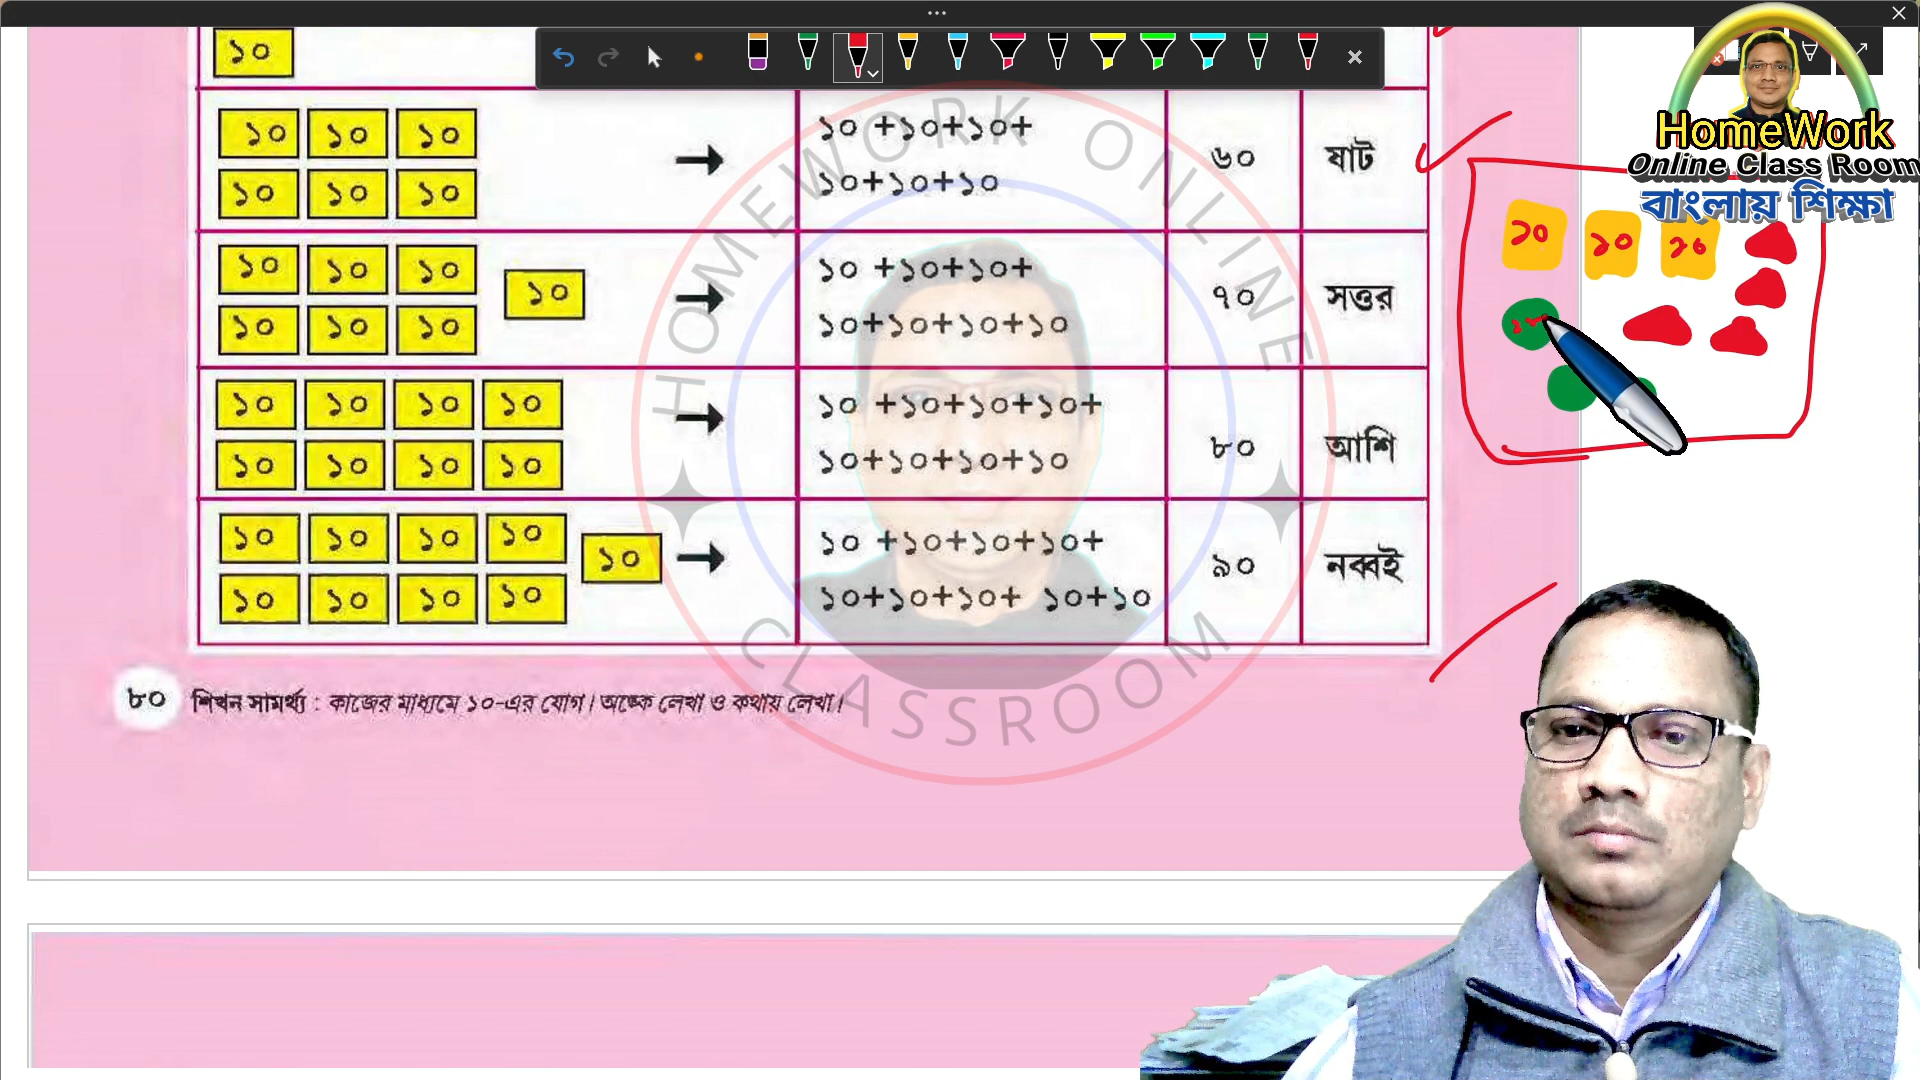 ১০
১০ ১০ ১০
১০ ১০ ১০
→
১০ +১০+১০+
১০+১০+১০
৬০
ষাট
১০ ১০ ১০
১০ ১০ ১০
১০
→
১০ +১০+১০+
১০+১০+১০+১০
৭০
সত্তর
১০ ১০ ১০ ১০
১০ ১০ ১০ ১০
→
১০ +১০+১০+১০+
১০+১০+১০+১০
৮০
আশি
১০ ১০ ১০ ১০
১০ ১০ ১০ ১০
১০
→
১০ +১০+১০+১০+
১০+১০+১০+ ১০+১০
৯০
নব্বই
৮০ শিখন সামর্থ্য : কাজের মাধ্যমে ১০-এর যোগ। অঙ্কে লেখা ও কথায় লেখা।
HOMEWORK ONLINE
CLASSROOM
HomeWork
Online Class Room
বাংলায় শিক্ষা
১০ ১০ ১০